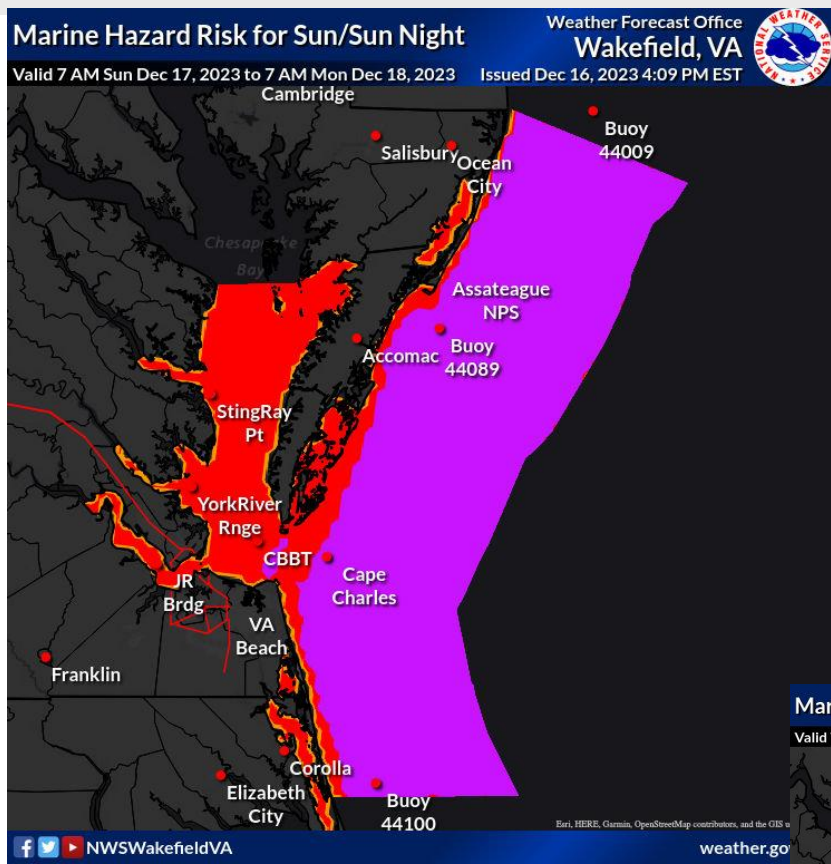 Marine Hazard Risk for Sun/Sun Night
Weather Forecast Office
Wakefield, VA
Valid 7 AM Sun Dec 17, 2023 to 7 AM Mon Dec 18, 2023
Issued Dec 16, 2023 4:09 PM EST
NATIONAL WEATHER SERVICE
Cambridge
Buoy
44009
Salisbury
Ocean
City
Chesapeake
Bay
Assateague
NPS
Accomac
Buoy
44089
StingRay
Pt
YorkRiver
Rnge
CBBT
Cape
Charles
JR
Brdg
VA
Beach
Franklin
Corolla
Elizabeth
City
Buoy
44100
Mar
Valid
Esri, HERE, Garmin, OpenStreetMap contributors, and the GIS u
NWSWakefieldVA
weather.gov